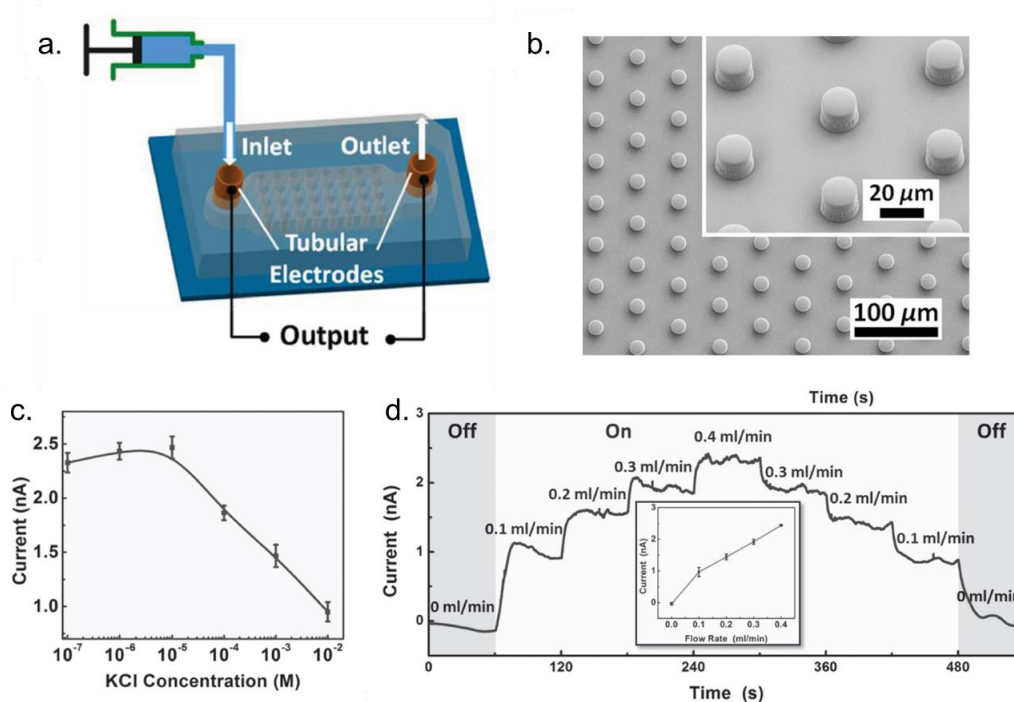 a.
Inlet
Outlet
Tubular
Electrodes
Output
b.
20 μm
100 μm
c.
Current (nA)
2.5
2.0
1.5
1.0
10⁻⁷
10⁻⁶
10⁻⁵
10⁻⁴
10⁻³
10⁻²
KCl Concentration (M)
Time (s)
d.
Current (nA)
3
2
1
0
Off
On
Off
0 ml/min
0.1 ml/min
0.2 ml/min
0.3 ml/min
0.4 ml/min
0.3 ml/min
0.2 ml/min
0.1 ml/min
0 ml/min
Current (nA)
3
2
1
0
0.0
0.1
0.2
0.3
0.4
Flow Rate (ml/min)
0
120
240
360
480
Time (s)